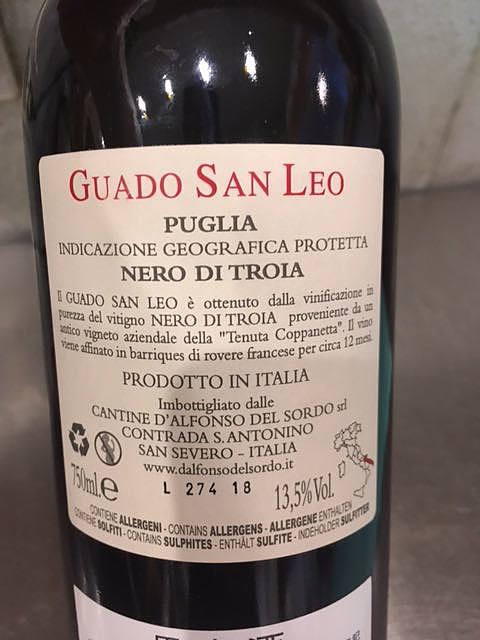 GUADO SAN LEO
PUGLIA
INDICAZIONE GEOGRAFICA PROTETTA
NERO DI TROIA
Il GUADO SAN LEO è ottenuto dalla vinificazione in
purezza del vitigno NERO DI TROIA proveniente da un
antico vigneto aziendale della "Tenuta Coppanetta". Il vino
viene affinato in barriques di rovere francese per circa 12 mesi.
PRODOTTO IN ITALIA
Imbottigliato dalle
CANTINE D'ALFONSO DEL SORDO srl
CONTRADA S. ANTONINO
SAN SEVERO - ITALIA
www.dalfonsodelsordo.it
750ml. e L 274 18 13,5% Vol.
CONTIENE ALLERGENI - CONTAINS ALLERGENS - ALLERGENE ENTHALTEN
CONTIENE SOLFITI - CONTAINS SULPHITES - ENTHÄLT SULFITE - INDEHOLDER SULFITTER